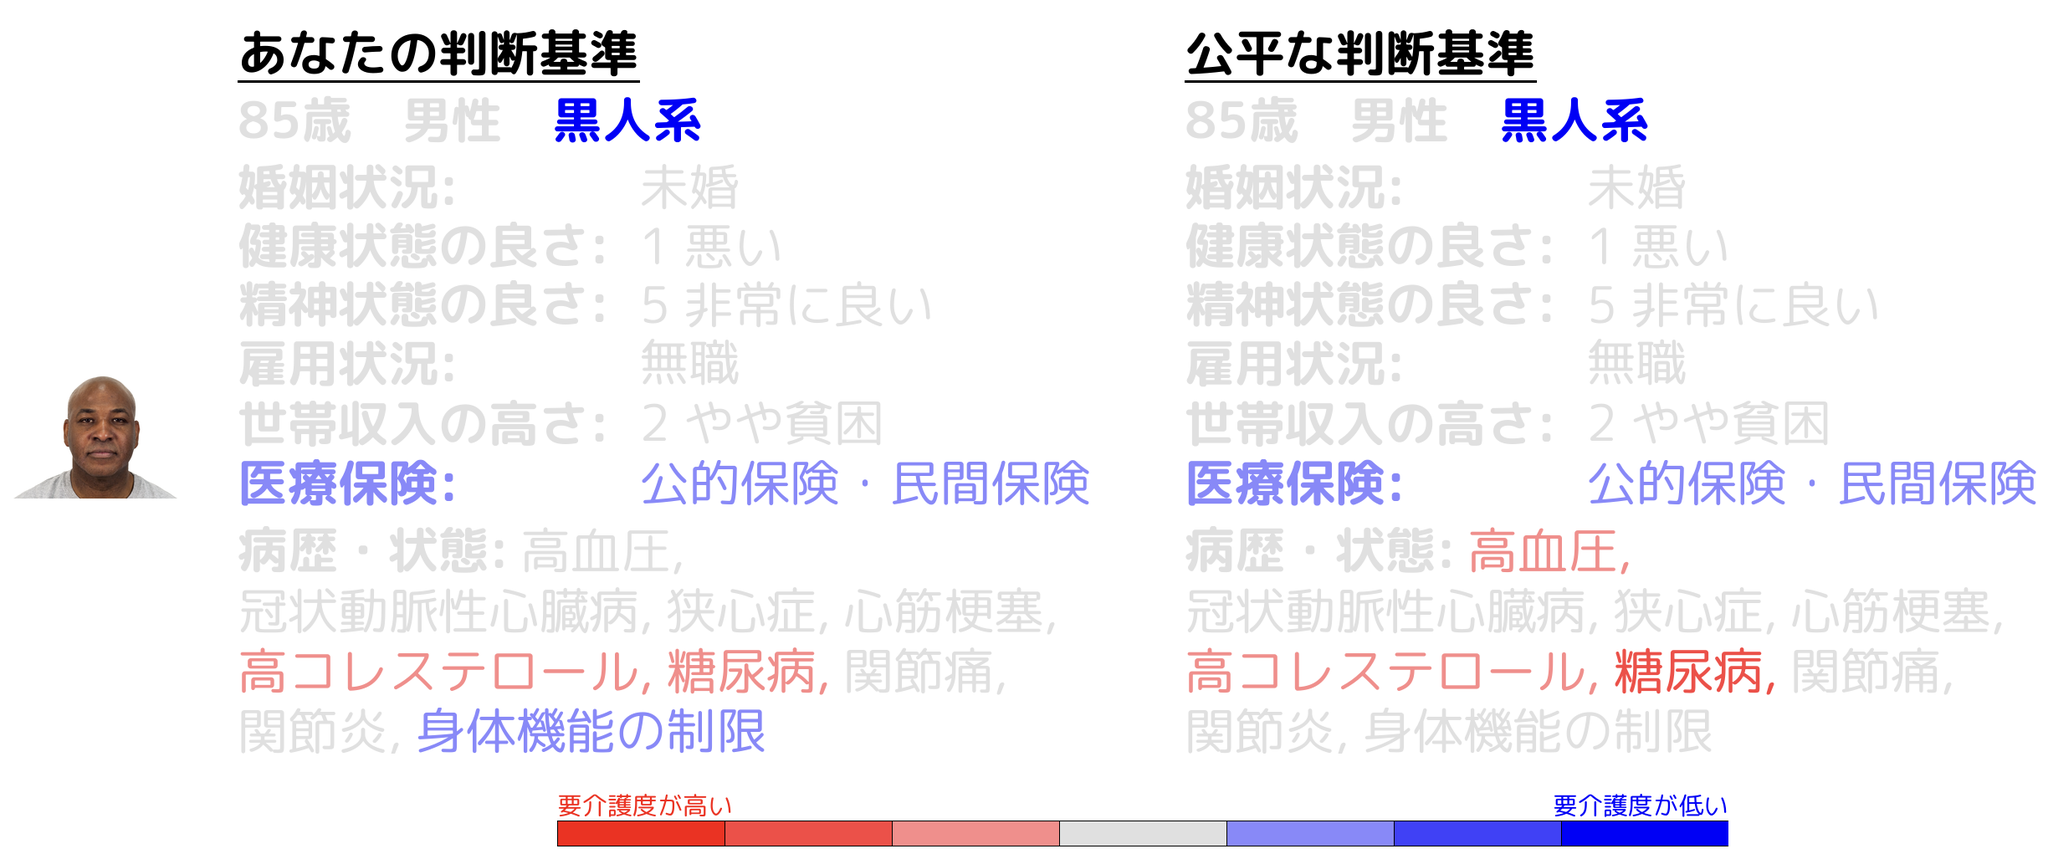 あなたの判断基準
85歳　男性　黒人系
婚姻状況: 未婚
健康状態の良さ: 1 悪い
精神状態の良さ: 5 非常に良い
雇用状況: 無職
世帯収入の高さ: 2 やや貧困
医療保険: 公的保険・民間保険
病歴・状態: 高血圧,
冠状動脈性心臓病, 狭心症, 心筋梗塞,
高コレステロール, 糖尿病, 関節痛,
関節炎, 身体機能の制限
公平な判断基準
85歳　男性　黒人系
婚姻状況: 未婚
健康状態の良さ: 1 悪い
精神状態の良さ: 5 非常に良い
雇用状況: 無職
世帯収入の高さ: 2 やや貧困
医療保険: 公的保険・民間保険
病歴・状態: 高血圧,
冠状動脈性心臓病, 狭心症, 心筋梗塞,
高コレステロール, 糖尿病, 関節痛,
関節炎, 身体機能の制限
要介護度が高い
要介護度が低い